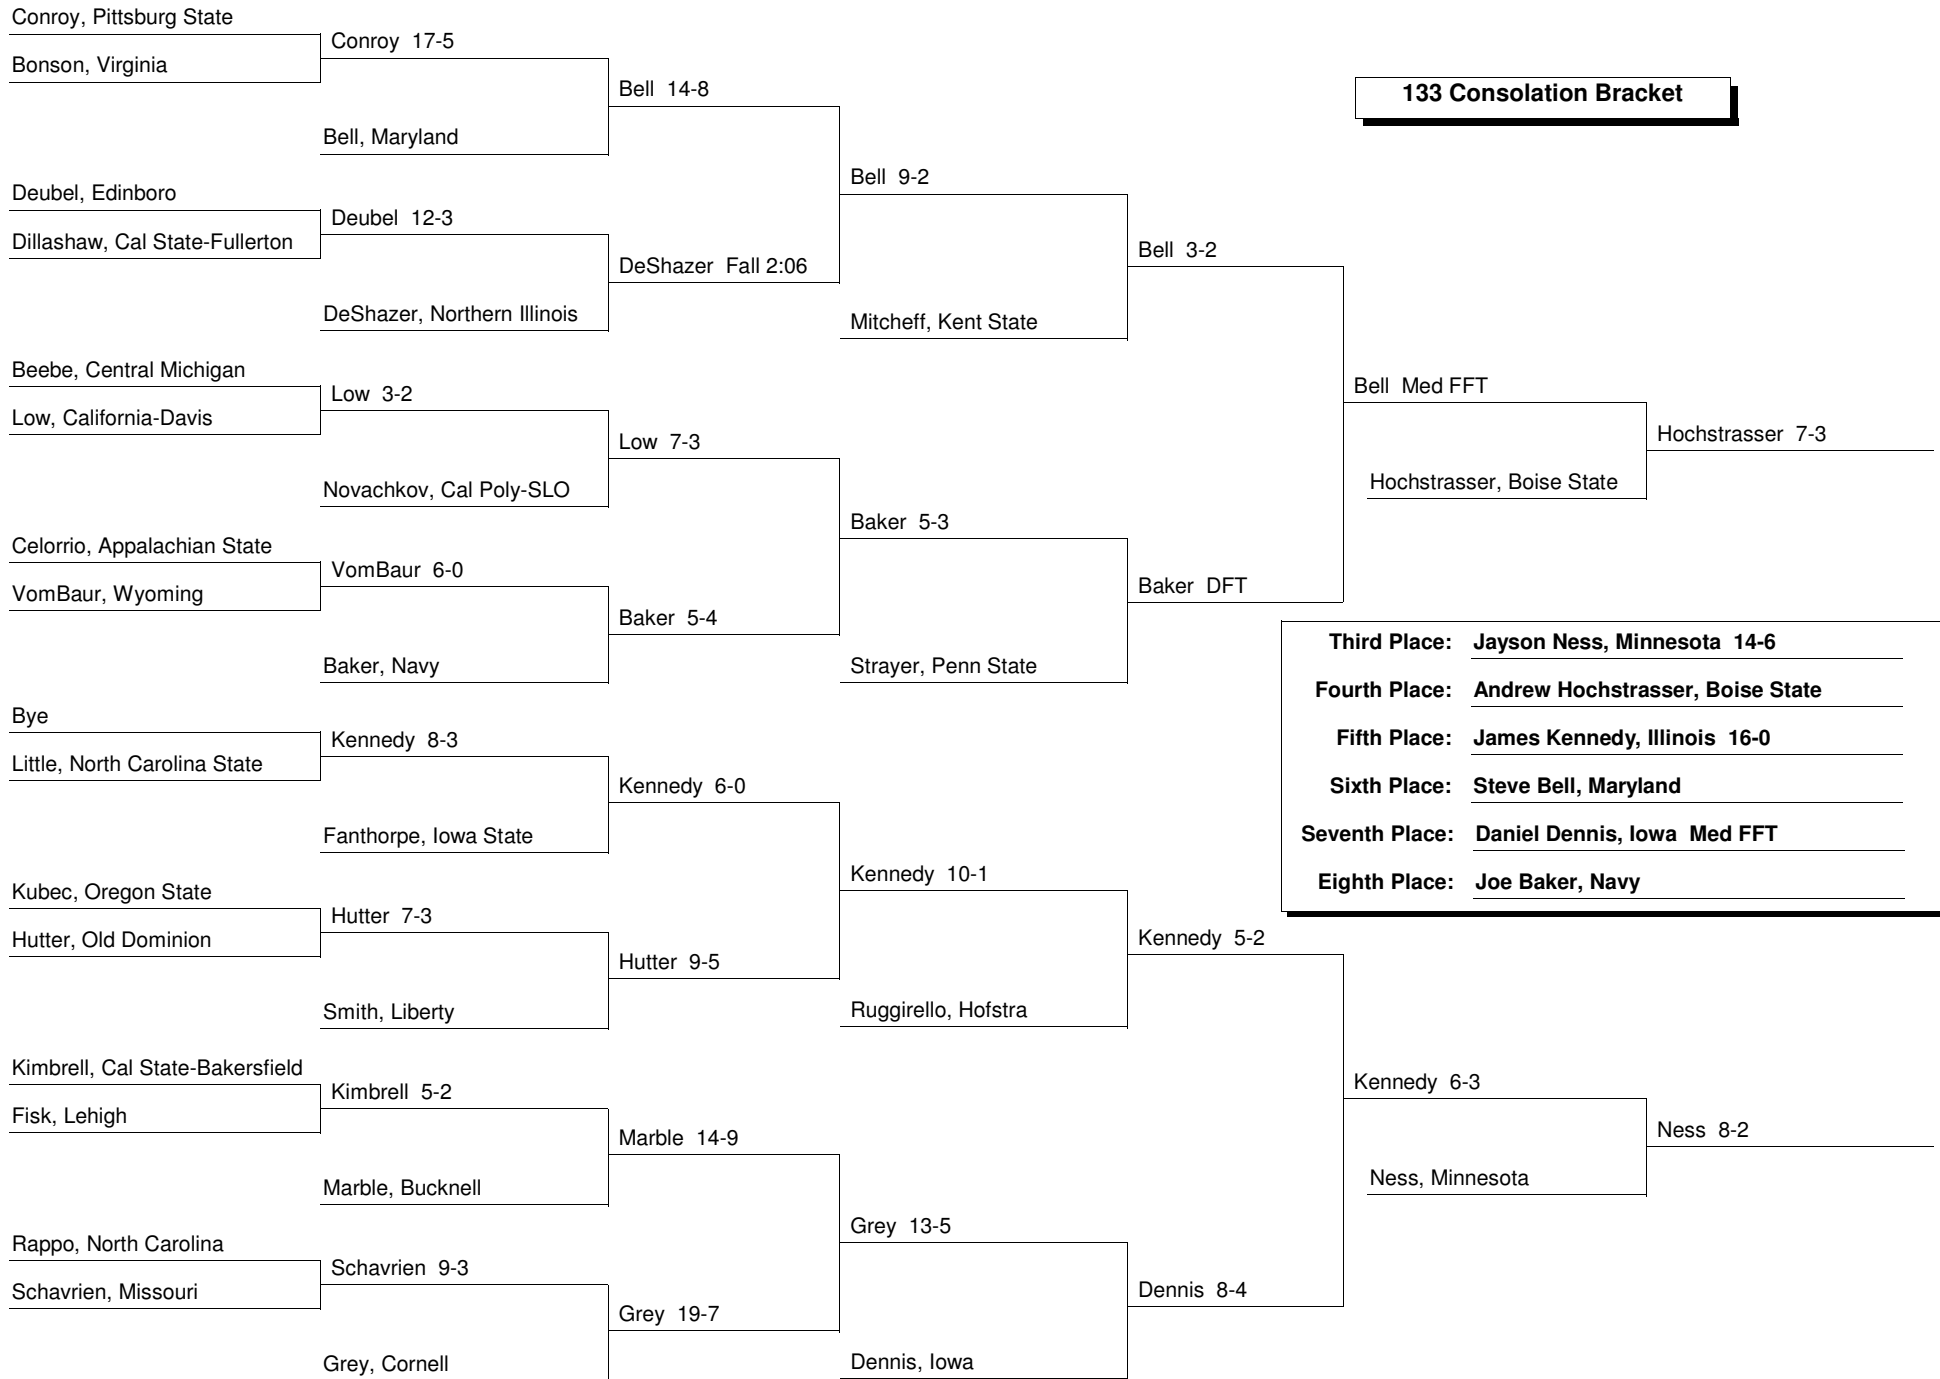 Conroy, Pittsburg State
Bonson, Virginia
Deubel, Edinboro
Dillashaw, Cal State-Fullerton
Beebe, Central Michigan
Low, California-Davis
Celorrio, Appalachian State
VomBaur, Wyoming
Bye
Little, North Carolina State
Kubec, Oregon State
Hutter, Old Dominion
Kimbrell, Cal State-Bakersfield
Fisk, Lehigh
Rappo, North Carolina
Schavrien, Missouri
Conroy 17-5
Bell, Maryland
Deubel 12-3
DeShazer, Northern Illinois
Low 3-2
Novachkov, Cal Poly-SLO
VomBaur 6-0
Baker, Navy
Kennedy 8-3
Fanthorpe, Iowa State
Hutter 7-3
Smith, Liberty
Kimbrell 5-2
Marble, Bucknell
Schavrien 9-3
Grey, Cornell
Bell 14-8
DeShazer Fall 2:06
Low 7-3
Baker 5-4
Kennedy 6-0
Hutter 9-5
Marble 14-9
Grey 19-7
Bell 9-2
Mitcheff, Kent State
Baker 5-3
Strayer, Penn State
Kennedy 10-1
Ruggirello, Hofstra
Grey 13-5
Dennis, Iowa
Bell 3-2
Baker DFT
Kennedy 5-2
Dennis 8-4
133 Consolation Bracket
Bell Med FFT
Hochstrasser, Boise State
Kennedy 6-3
Ness, Minnesota
Hochstrasser 7-3
Ness 8-2
Third Place: Jayson Ness, Minnesota 14-6
Fourth Place: Andrew Hochstrasser, Boise State
Fifth Place: James Kennedy, Illinois 16-0
Sixth Place: Steve Bell, Maryland
Seventh Place: Daniel Dennis, Iowa Med FFT
Eighth Place: Joe Baker, Navy